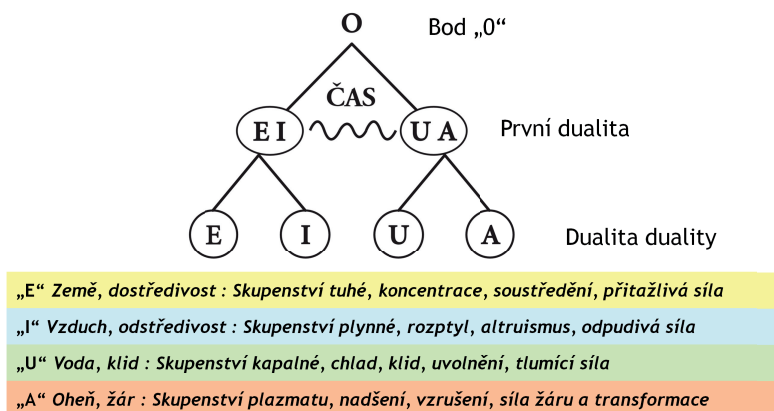 O
Bod „0“
ČAS
E I
U A
První dualita
E
I
U
A
Dualita duality
„E“ Země, dostředivost : Skupenství tuhé, koncentrace, soustředění, přitažlivá síla
„I“ Vzduch, odstředivost : Skupenství plynné, rozptyl, altruismus, odpudivá síla
„U“ Voda, klid : Skupenství kapalné, chlad, klid, uvolnění, tlumící síla
„A“ Oheň, žár : Skupenství plazmatu, nadšení, vzrušení, síla žáru a transformace